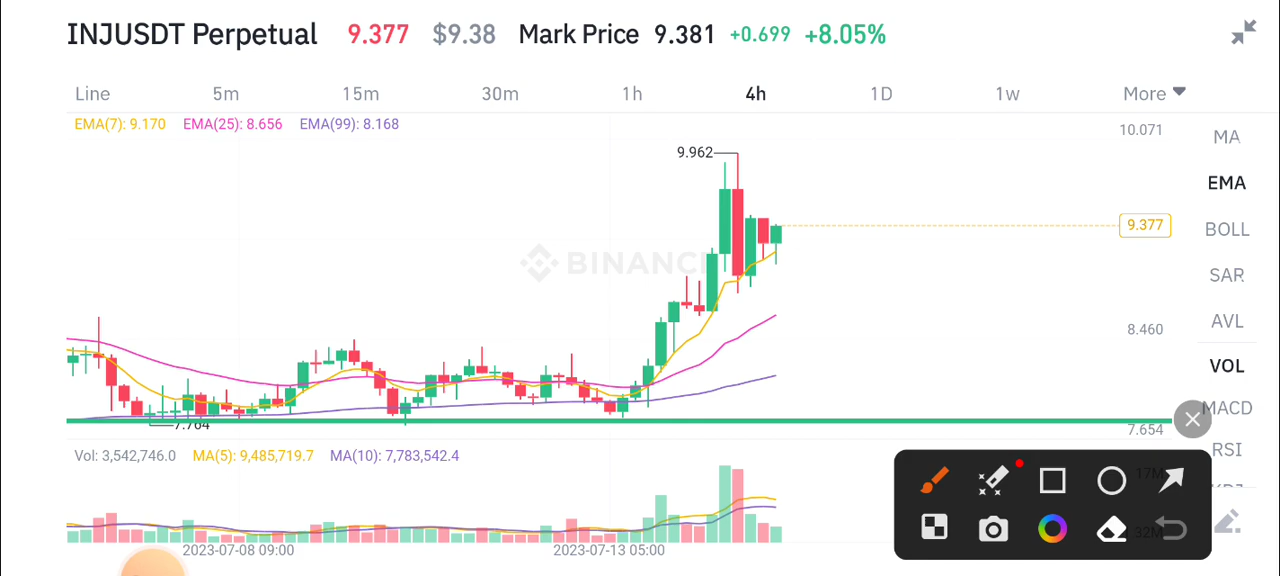 INJUSDT Perpetual 9.377 $9.38 Mark Price 9.381 +0.699 +8.05%
Line 5m 15m 30m 1h 4h 1D 1w More
EMA(7): 9.170 EMA(25): 8.656 EMA(99): 8.168
10.071
MA
9.962
EMA
9.377
BOLL
BINANC
SAR
AVL
8.460
VOL
MACD
7.764
7.654
RSI
Vol: 3,542,746.0 MA(5): 9,485,719.7 MA(10): 7,783,542.4
17M
32M
2023-07-08 09:00 2023-07-13 05:00